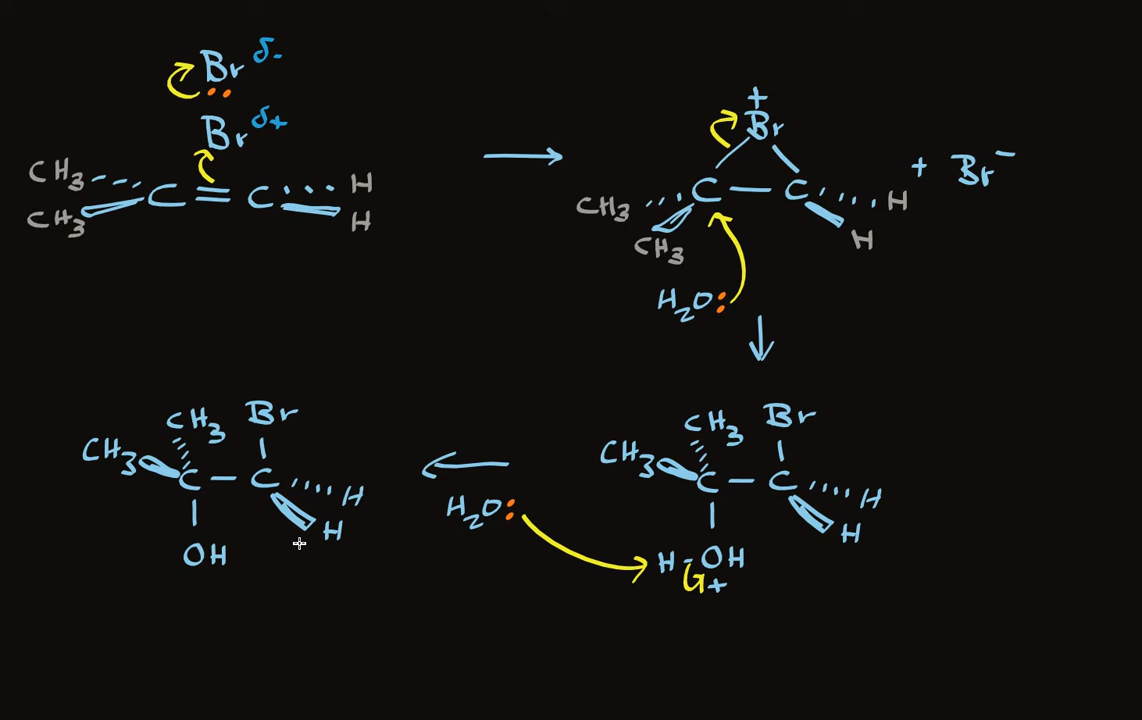 Br δ-
Br δ+
CH3 C = C H
CH3 H
+
Br
CH3 C — C H + Br−
CH3 H
H2O:
CH3 Br
CH3 C — C H
H
OH
H2O:
CH3 Br
CH3 C — C H
H
H - OH
+